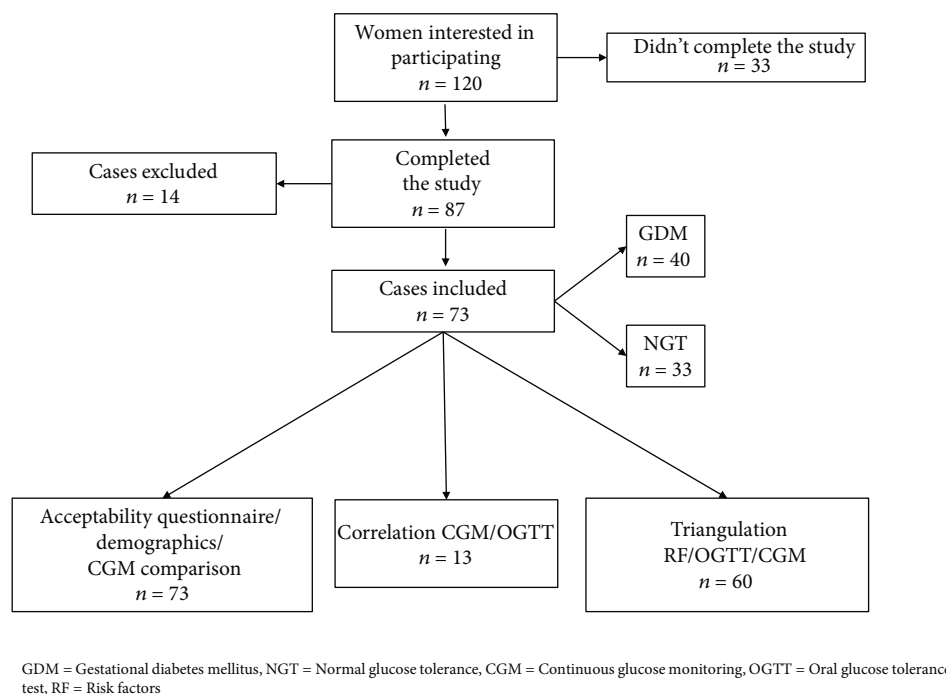 Women interested in
participating
n = 120
Didn't complete the study
n = 33
Completed
the study
n = 87
Cases excluded
n = 14
GDM
n = 40
Cases included
n = 73
NGT
n = 33
Acceptability questionnaire/
demographics/
CGM comparison
n = 73
Correlation CGM/OGTT
n = 13
Triangulation
RF/OGTT/CGM
n = 60
GDM = Gestational diabetes mellitus, NGT = Normal glucose tolerance, CGM = Continuous glucose monitoring, OGTT = Oral glucose tolerance
test, RF = Risk factors